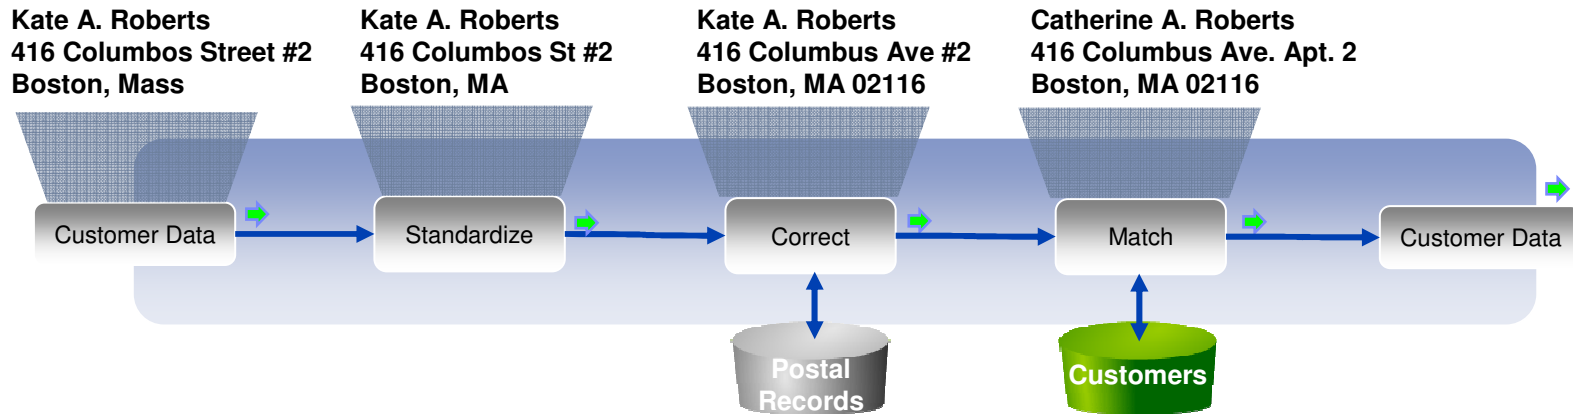 Kate A. Roberts
416 Columbos Street #2
Boston, Mass
Kate A. Roberts
416 Columbos St #2
Boston, MA
Kate A. Roberts
416 Columbus Ave #2
Boston, MA 02116
Catherine A. Roberts
416 Columbus Ave. Apt. 2
Boston, MA 02116
Customer Data
Standardize
Correct
Match
Customer Data
Postal
Records
Customers